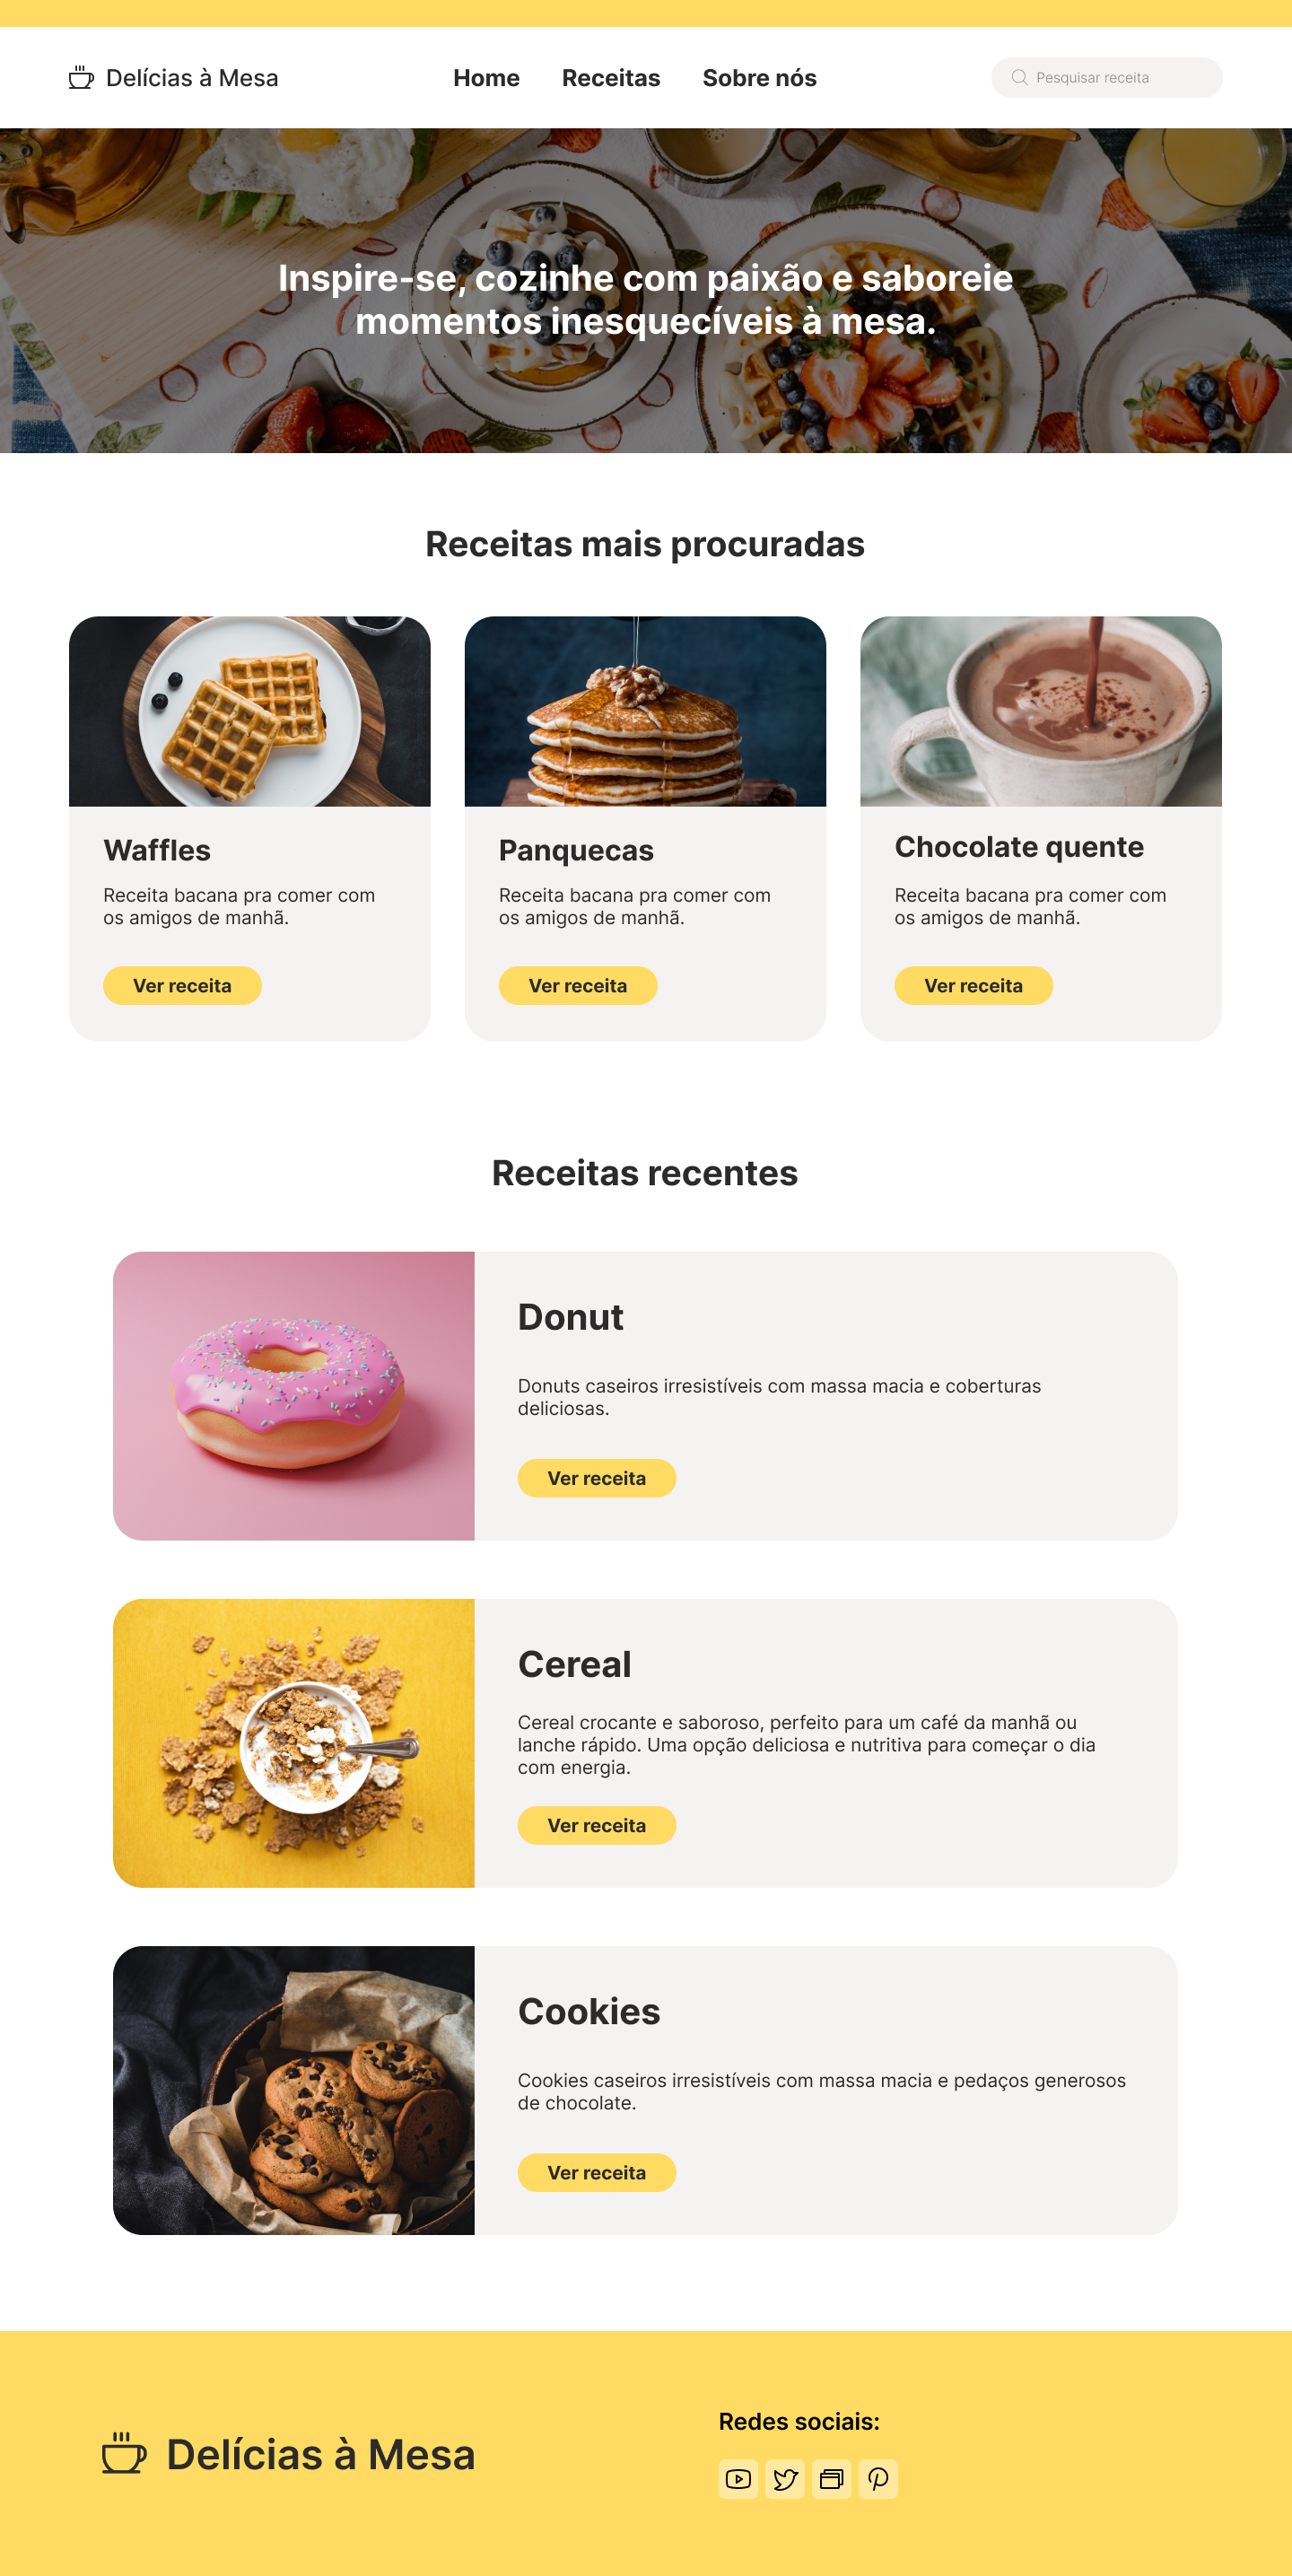 Delícias à Mesa
Home
Receitas
Sobre nós
Pesquisar receita
Inspire-se, cozinhe com paixão e saboreie
momentos inesquecíveis à mesa.
Receitas mais procuradas
Waffles
Receita bacana pra comer com
os amigos de manhã.
Ver receita
Panquecas
Receita bacana pra comer com
os amigos de manhã.
Ver receita
Chocolate quente
Receita bacana pra comer com
os amigos de manhã.
Ver receita
Receitas recentes
Donut
Donuts caseiros irresistíveis com massa macia e coberturas
deliciosas.
Ver receita
Cereal
Cereal crocante e saboroso, perfeito para um café da manhã ou
lanche rápido. Uma opção deliciosa e nutritiva para começar o dia
com energia.
Ver receita
Cookies
Cookies caseiros irresistíveis com massa macia e pedaços generosos
de chocolate.
Ver receita
Delícias à Mesa
Redes sociais: